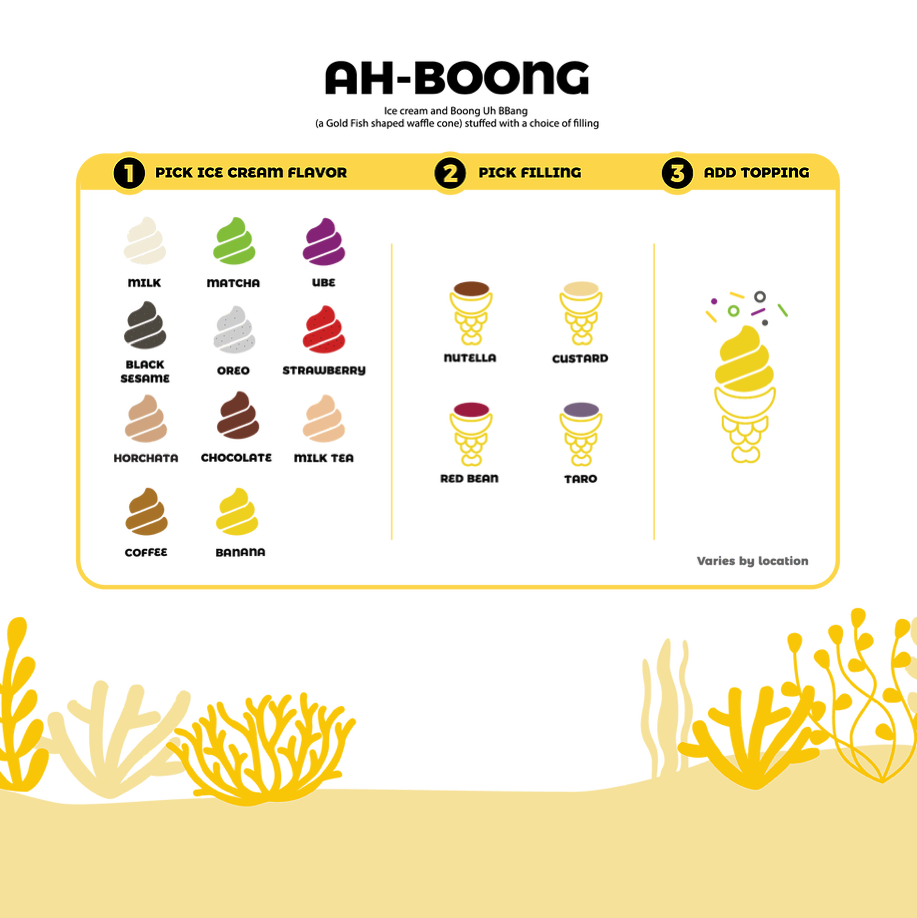 AH-BOONG
Ice cream and Boong Uh BBang
(a Gold Fish shaped waffle cone) stuffed with a choice of filling
1 PICK ICE CREAM FLAVOR
2 PICK FILLING
3 ADD TOPPING
MILK
MATCHA
UBE
BLACK
SESAME
OREO
STRAWBERRY
HORCHATA
CHOCOLATE
MILK TEA
COFFEE
BANANA
NUTELLA
CUSTARD
RED BEAN
TARO
Varies by location